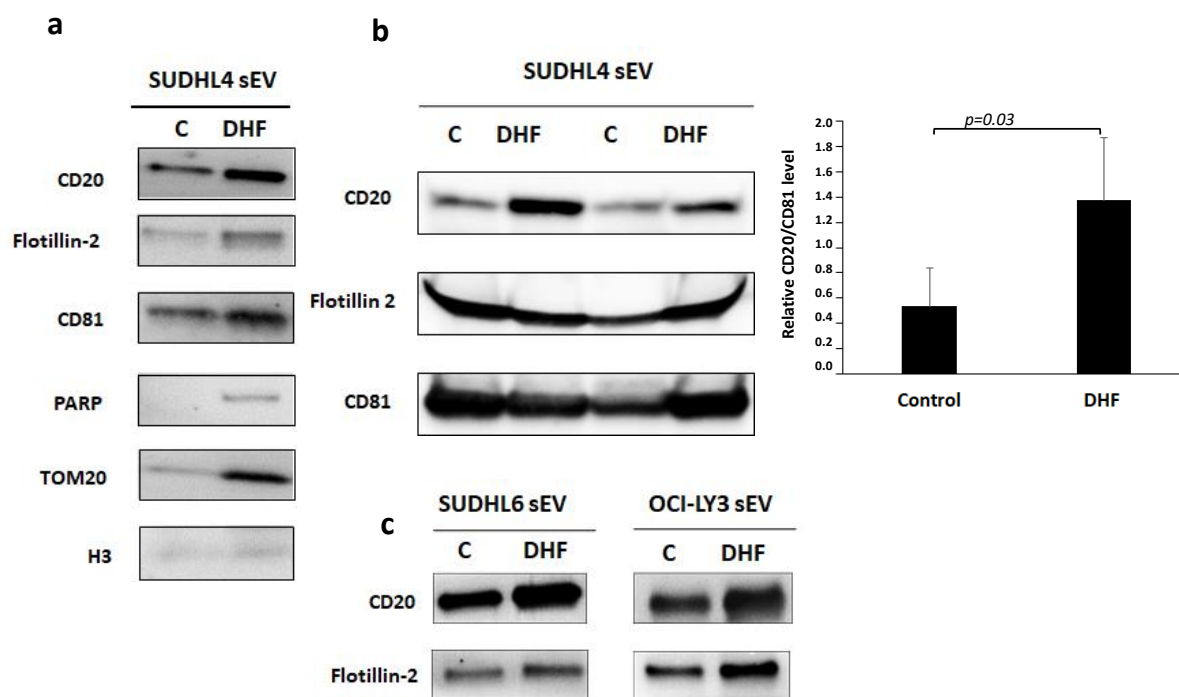 a
SUDHL4 sEV
C DHF
CD20
Flotillin-2
CD81
PARP
TOM20
H3
b
SUDHL4 sEV
C DHF C DHF
CD20
Flotillin 2
CD81
p=0.03
Relative CD20/CD81 level
2.0
1.8
1.6
1.4
1.2
1.0
0.8
0.6
0.4
0.2
0.0
Control DHF
c
SUDHL6 sEV OCI-LY3 sEV
C DHF C DHF
CD20
Flotillin-2